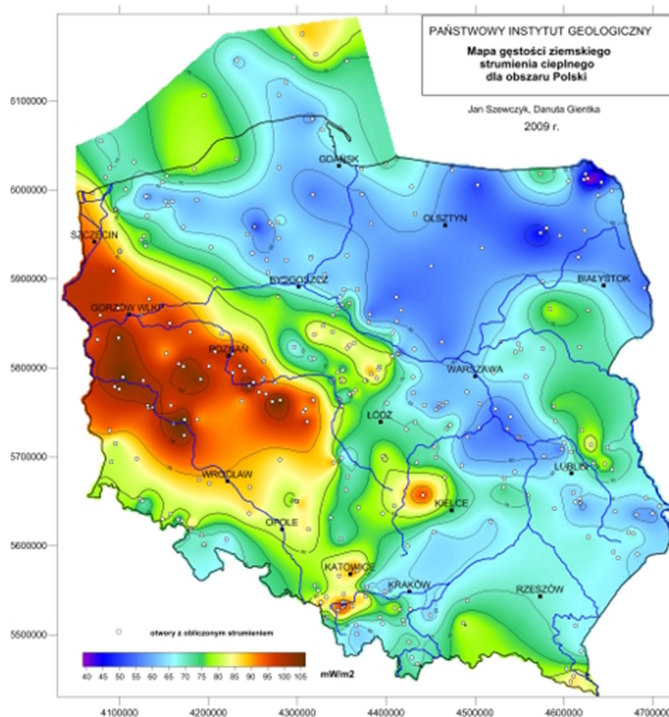 PAŃSTWOWY INSTYTUT GEOLOGICZNY
Mapa gęstości ziemskiego
strumienia cieplnego
dla obszaru Polski
Jan Szewczyk, Danuta Gientka
2009 r.
6100000
GDAŃSK
6000000
OLSZTYN
SZCZECIN
5900000
BYDGOSZCZ
BIAŁYSTOK
GORZÓW WLKP
POZNAŃ
5800000
WARSZAWA
ŁÓDŹ
5700000
WROCŁAW
LUBLIN
KIELCE
OPOLE
5600000
KATOWICE
KRAKÓW
RZESZÓW
5500000
otwory z obliczonym strumieniem
40 45 50 55 60 65 70 75 80 85 90 95 100 105
mW/m2
4100000 4200000 4300000 4400000 4500000 4600000 4700000